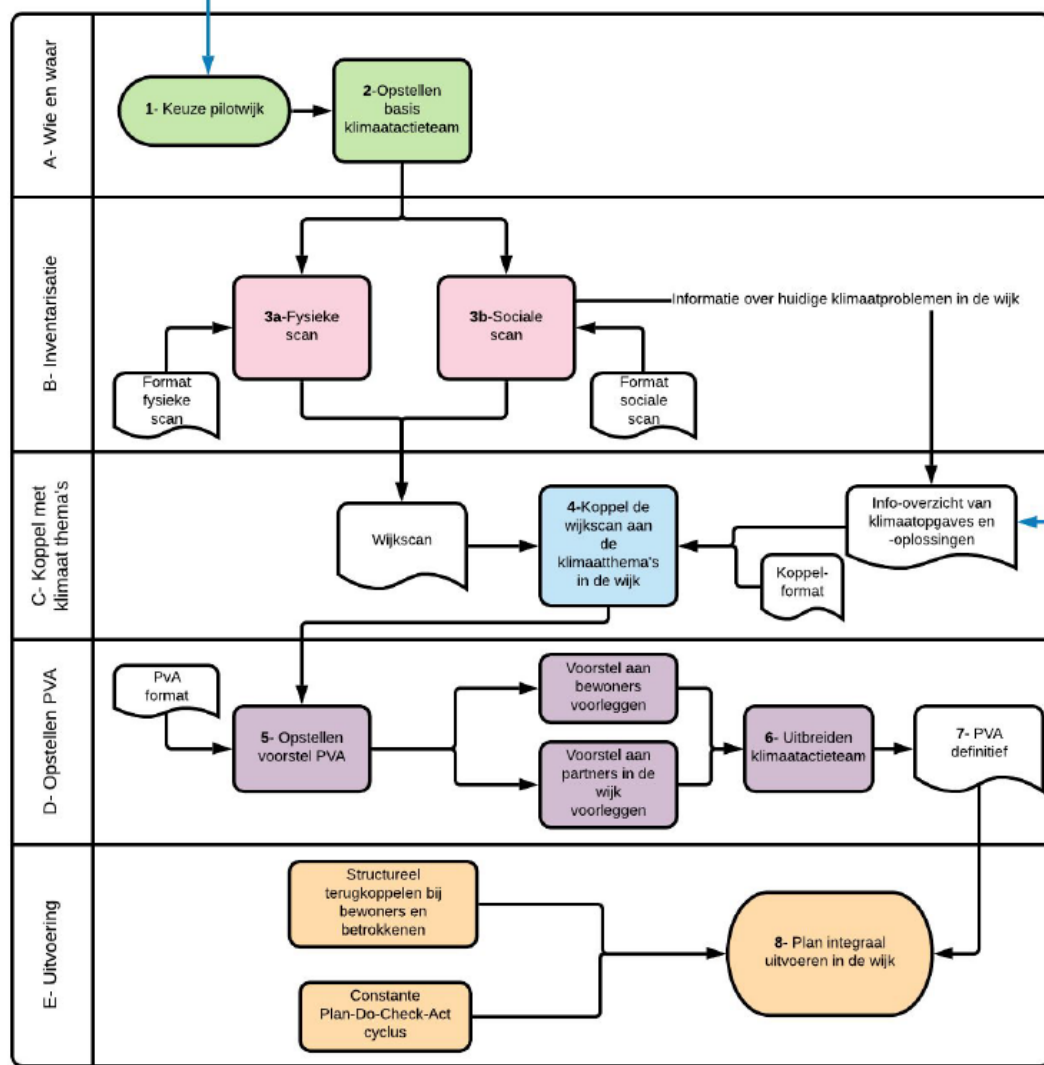 A- Wie en waar
1- Keuze pilotwijk
2-Opstellen
basis
klimaatactieteam
B- Inventarisatie
3a-Fysieke
scan
3b-Sociale
scan
Informatie over huidige klimaatproblemen in de wijk
Format
fysieke
scan
Format
sociale
scan
C- Koppel met
klimaat thema's
Wijkscan
4-Koppel de
wijkscan aan
de
klimaatthema's
in de wijk
Info-overzicht van
klimaatopgaves en
-oplossingen
Koppel-
format
D- Opstellen PVA
PvA
format
5- Opstellen
voorstel PVA
Voorstel aan
bewoners
voorleggen
Voorstel aan
partners in de
wijk
voorleggen
6- Uitbreiden
klimaatactieteam
7- PVA
definitief
E- Uitvoering
Structureel
terugkoppelen bij
bewoners en
betrokkenen
Constante
Plan-Do-Check-Act
cyclus
8- Plan integraal
uitvoeren in de wijk